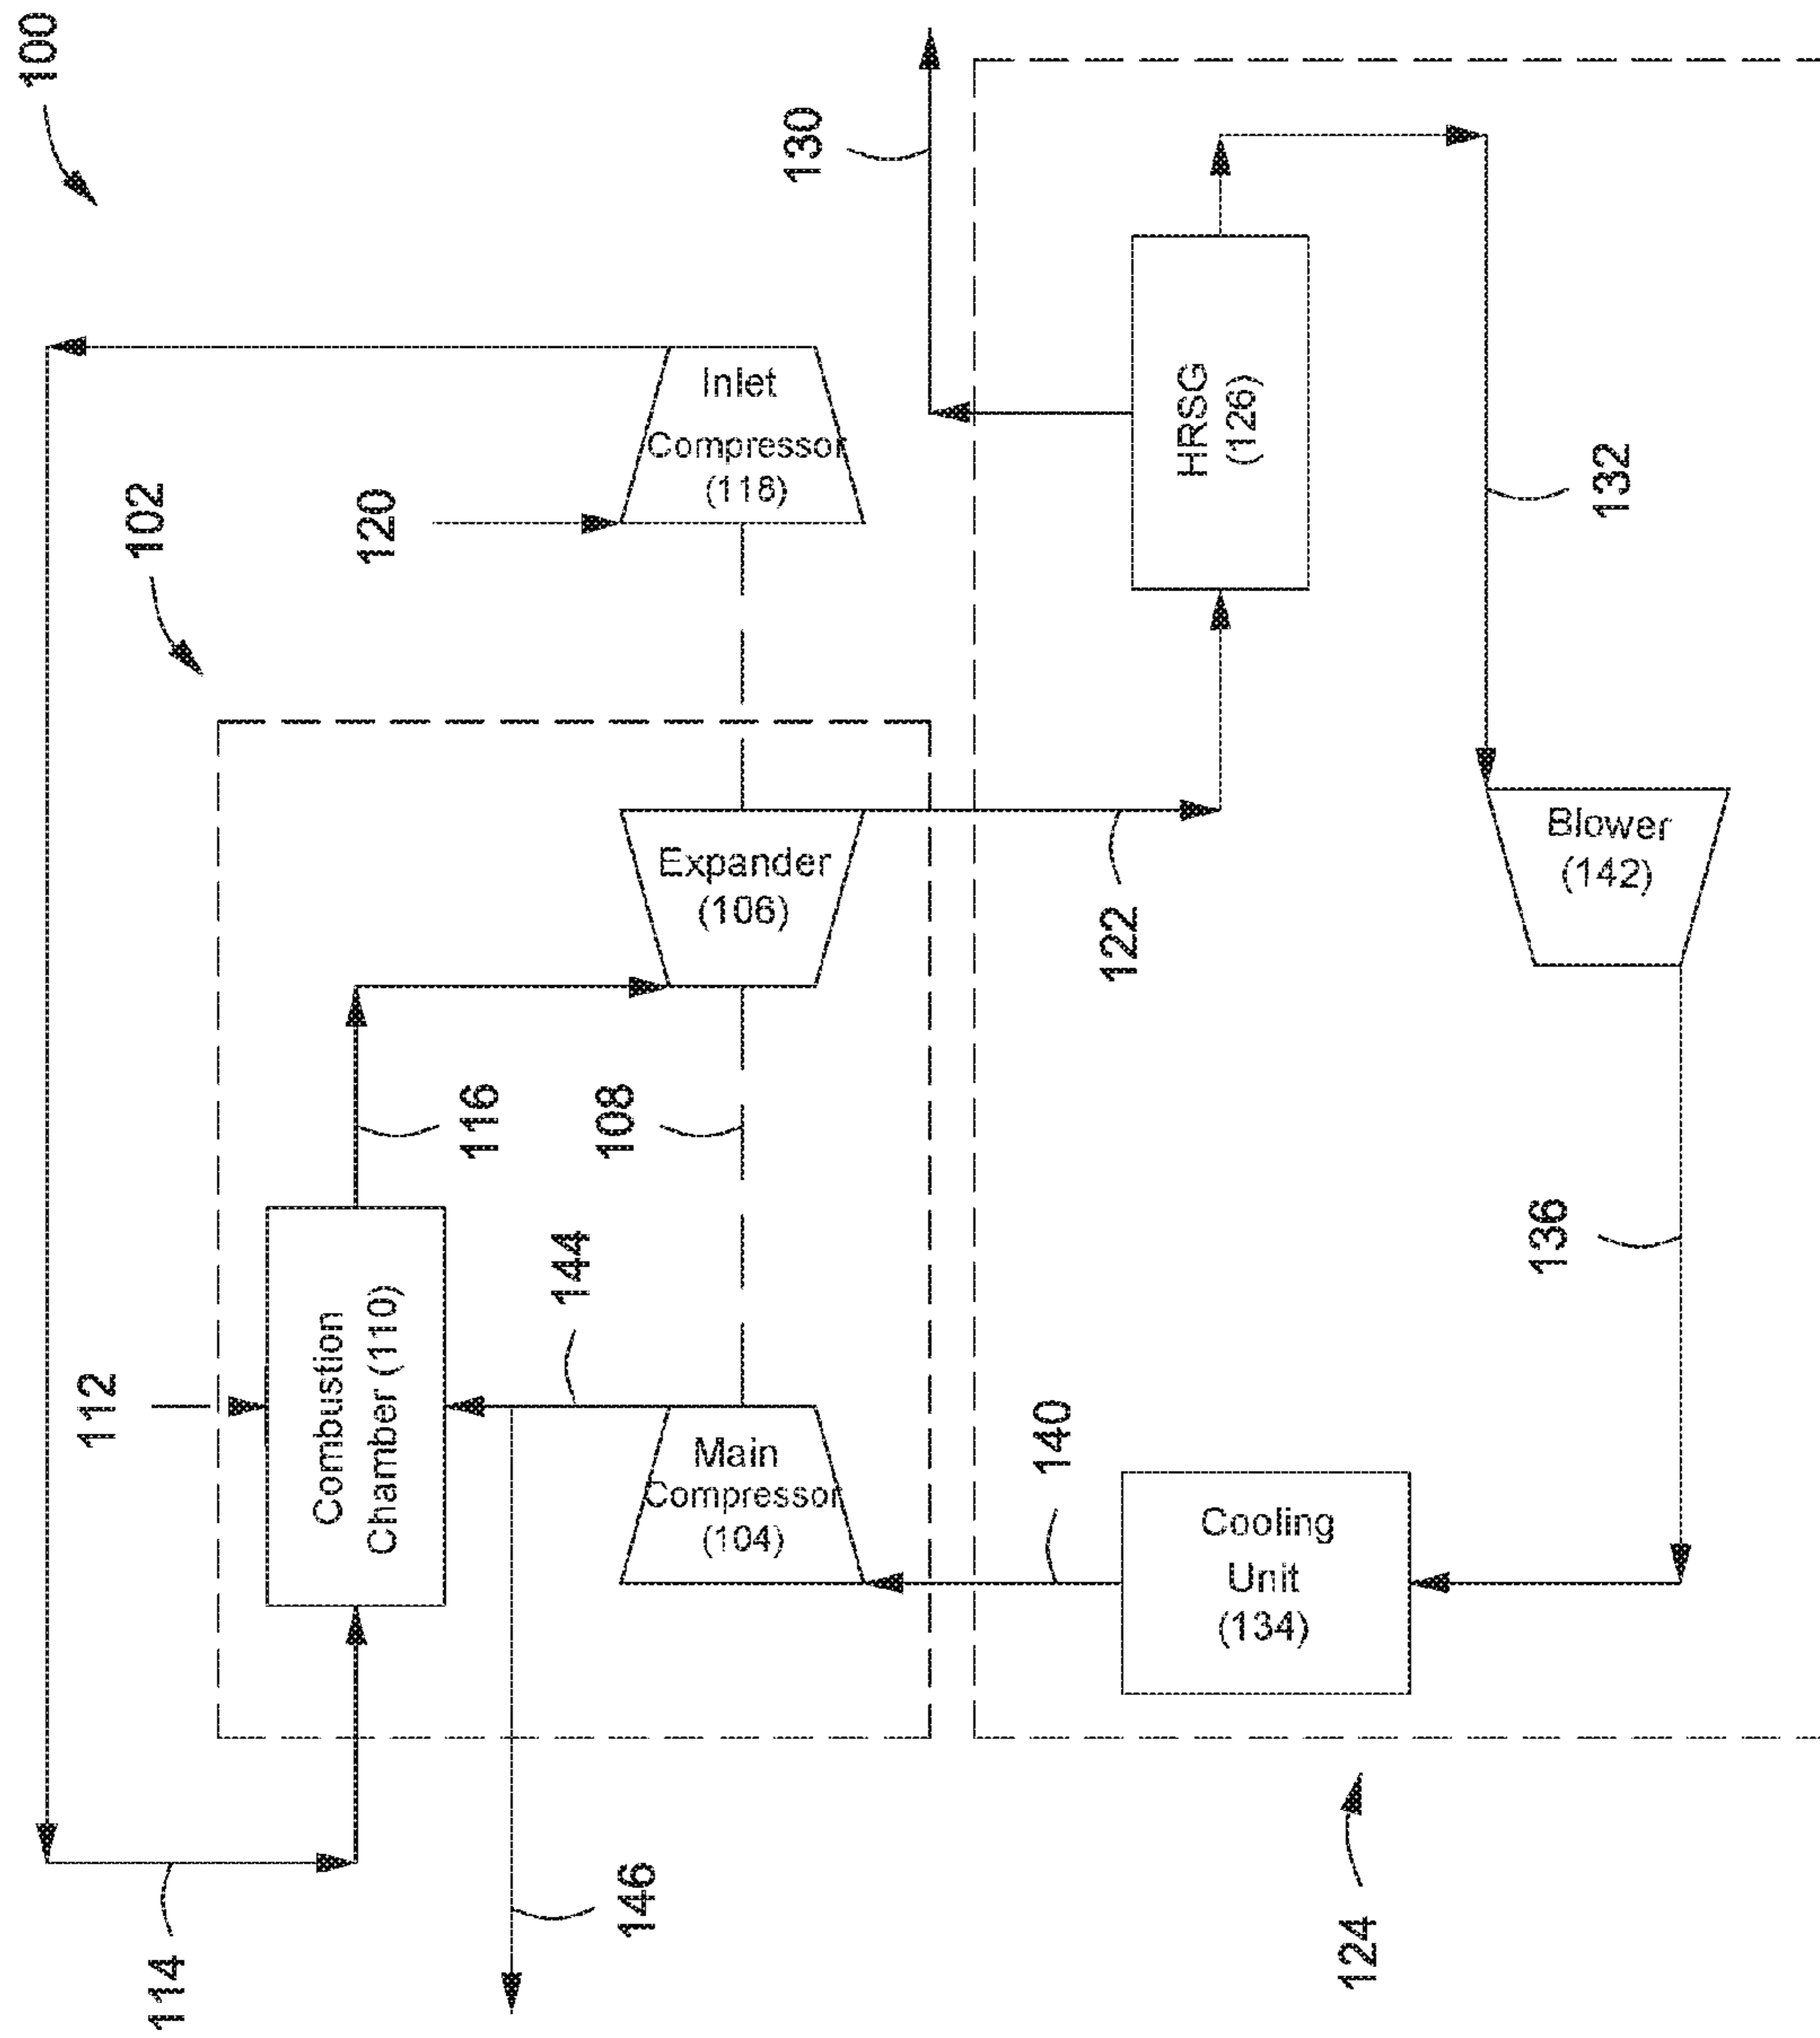 100
102
120
Inlet
Compressor
(118)
130
HRSG
(126)
132
Expander
(106)
122
Blower
(142)
116
108
112
Combustion
Chamber (110)
144
Main
Compressor
(104)
140
136
Cooling
Unit
(134)
114
146
124